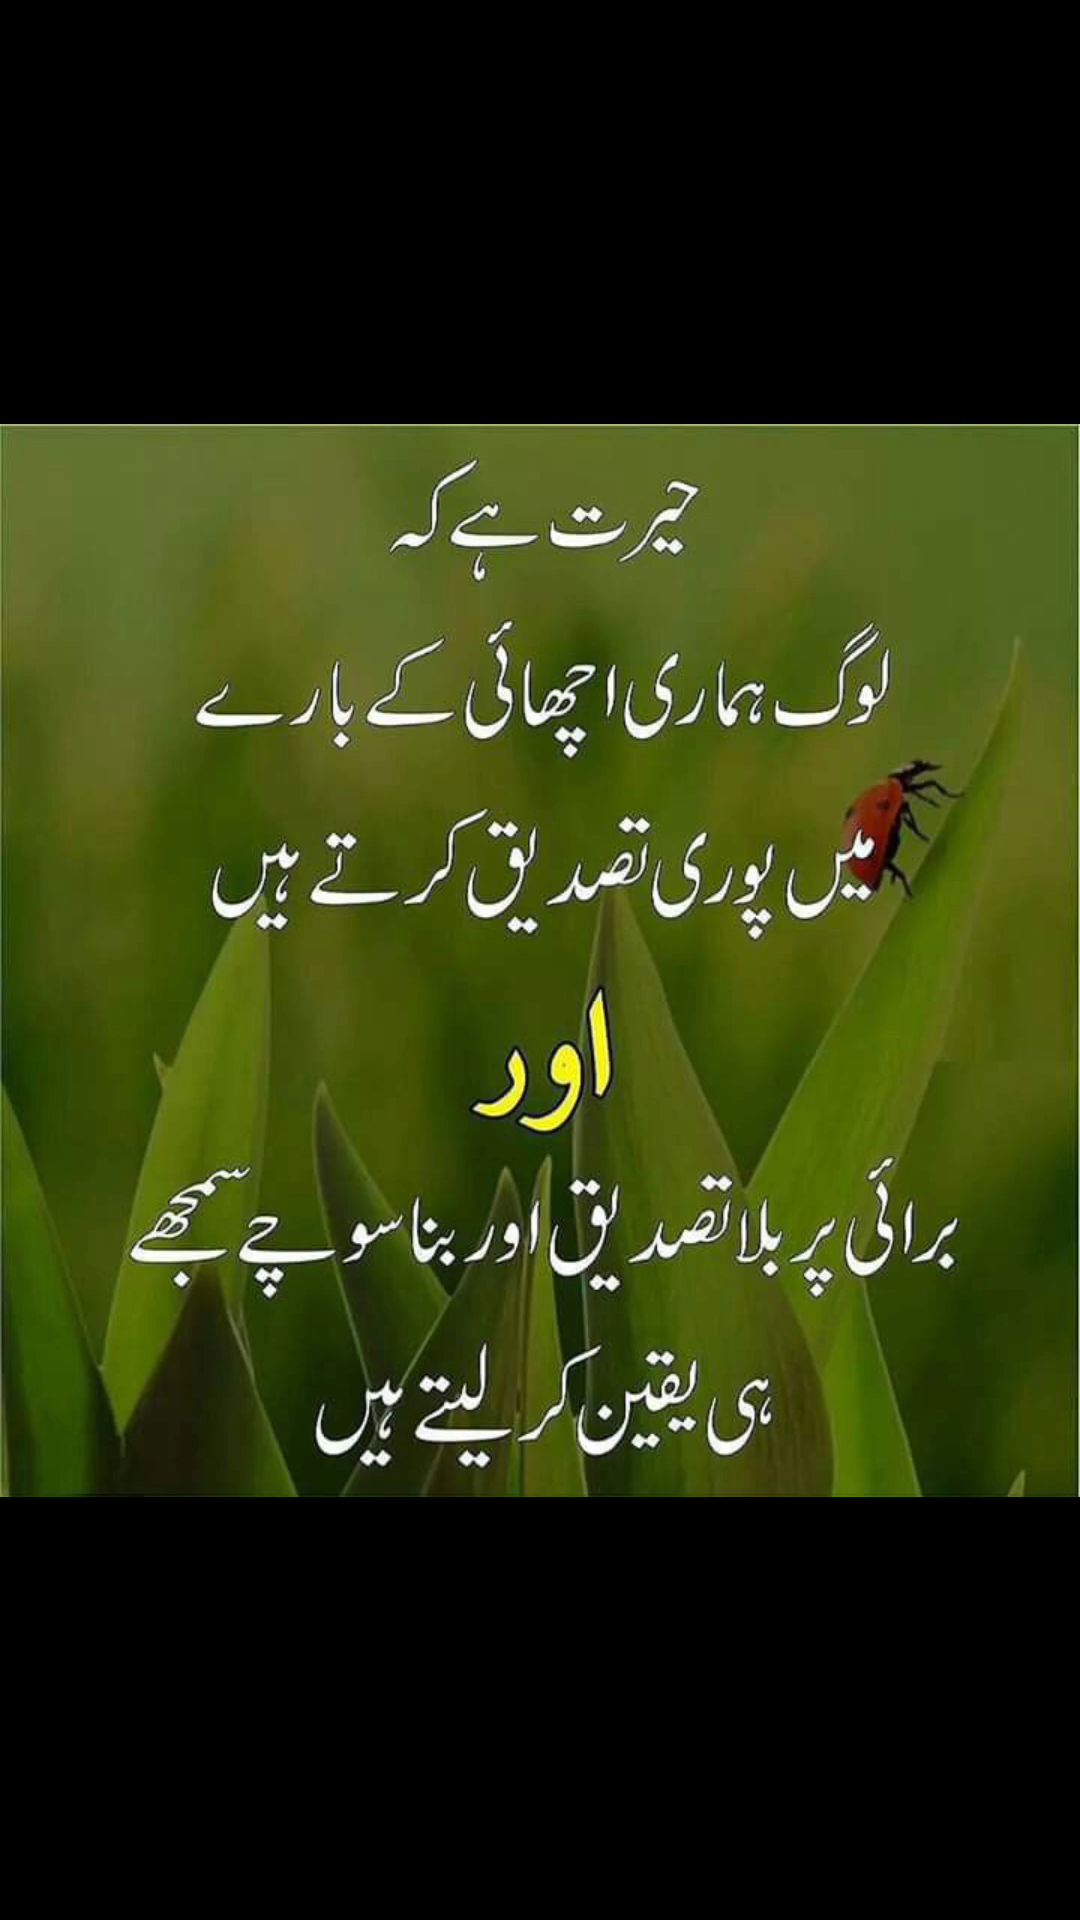 حیرت ہے کہ
لوگ ہماری اچھائی کے بارے
میں پوری تصدیق کرتے ہیں
اور
برائی پر بلا تصدیق اور بنا سوچے سمجھے
ہی یقین کر لیتے ہیں